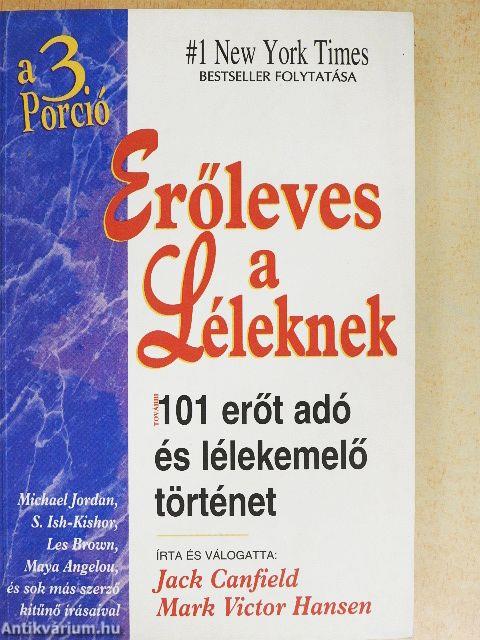 a 3.
Porció
#1 New York Times
BESTSELLER FOLYTATÁSA
Erőleves
a
Léleknek
TOVÁBBI
101 erőt adó
és lélekemelő
történet
Michael Jordan,
S. Ish-Kishor,
Les Brown,
Maya Angelou,
és sok más szerző
kitűnő írásaival
ÍRTA ÉS VÁLOGATTA:
Jack Canfield
Mark Victor Hansen
Antikvárium.hu